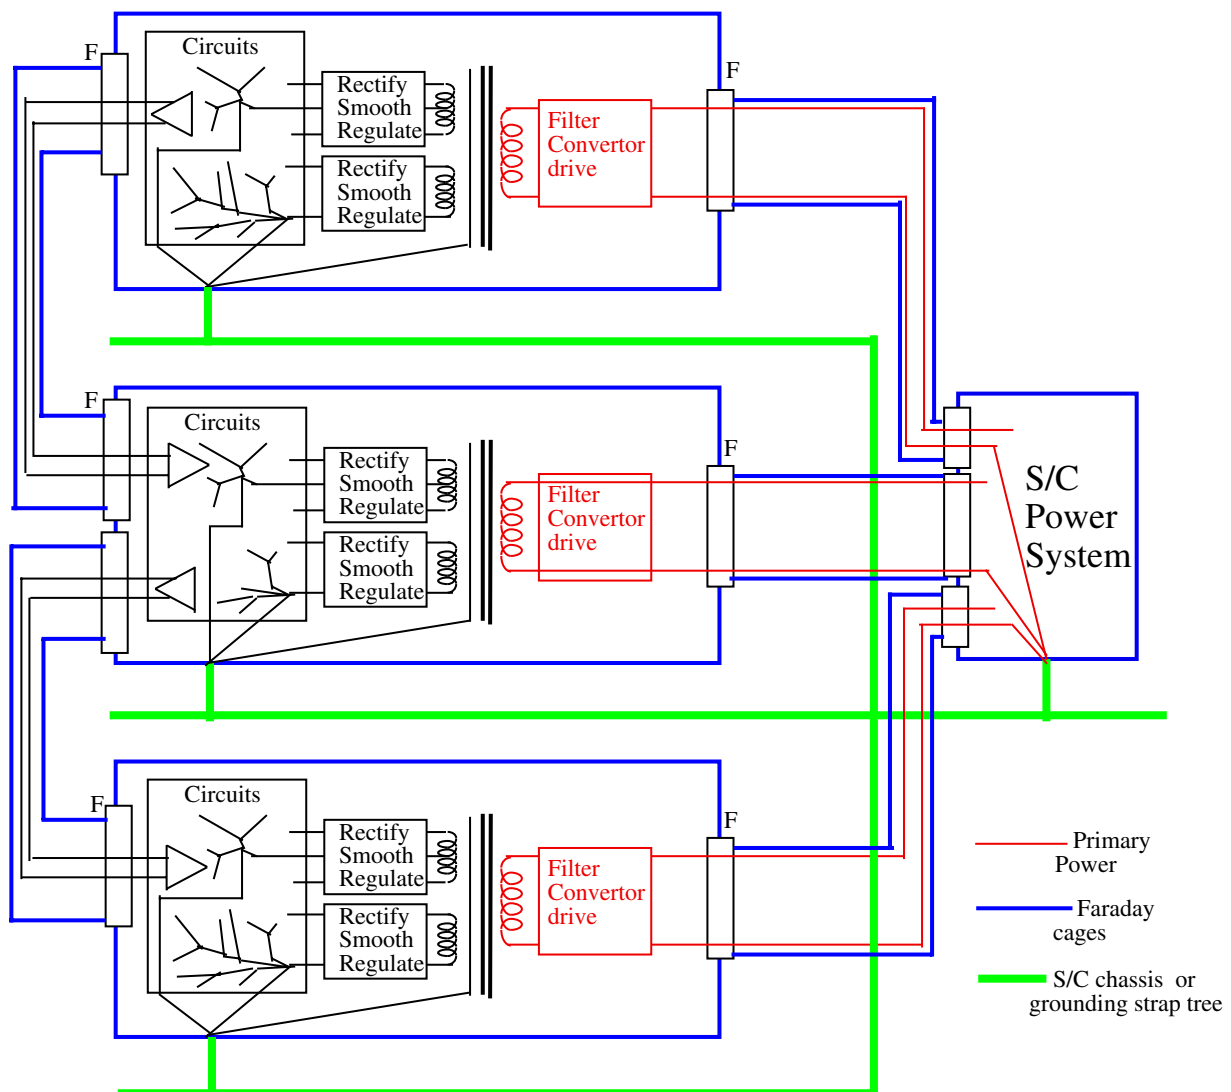 F
Circuits
Rectify
Smooth
Regulate
Rectify
Smooth
Regulate
Filter
Convertor
drive
F
F
Circuits
Rectify
Smooth
Regulate
Rectify
Smooth
Regulate
Filter
Convertor
drive
F
S/C
Power
System
F
Circuits
Rectify
Smooth
Regulate
Rectify
Smooth
Regulate
Filter
Convertor
drive
F
Primary
Power
Faraday
cages
S/C chassis or
grounding strap tree